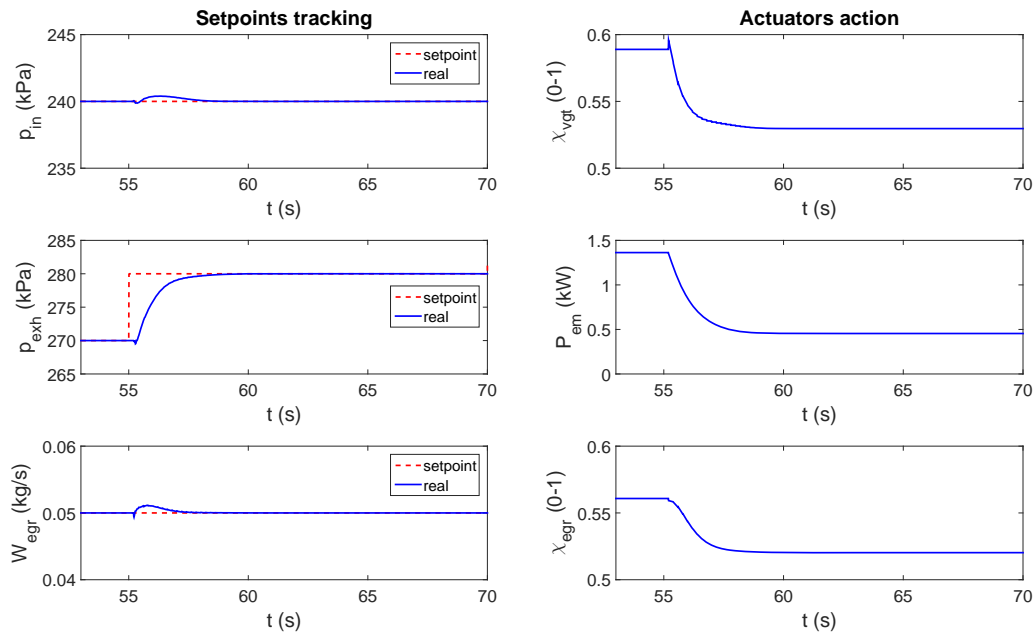 Setpoints tracking
245
240
235
p_in (kPa)
setpoint
real
55 60 65 70
t (s)
285
280
275
270
265
p_exh (kPa)
setpoint
real
55 60 65 70
t (s)
0.06
0.05
0.04
W_egr (kg/s)
setpoint
real
55 60 65 70
t (s)
Actuators action
0.6
0.55
0.5
χ_vgt (0-1)
55 60 65 70
t (s)
1.5
1
0.5
0
P_em (kW)
55 60 65 70
t (s)
0.6
0.55
0.5
χ_egr (0-1)
55 60 65 70
t (s)